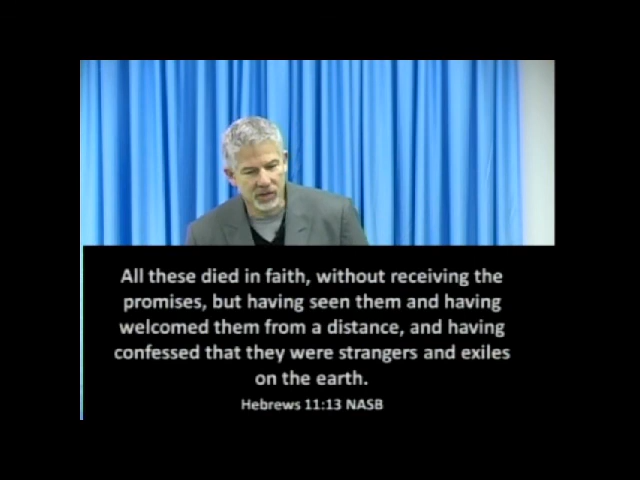 All these died in faith, without receiving the
promises, but having seen them and having
welcomed them from a distance, and having
confessed that they were strangers and exiles
on the earth.
Hebrews 11:13 NASB